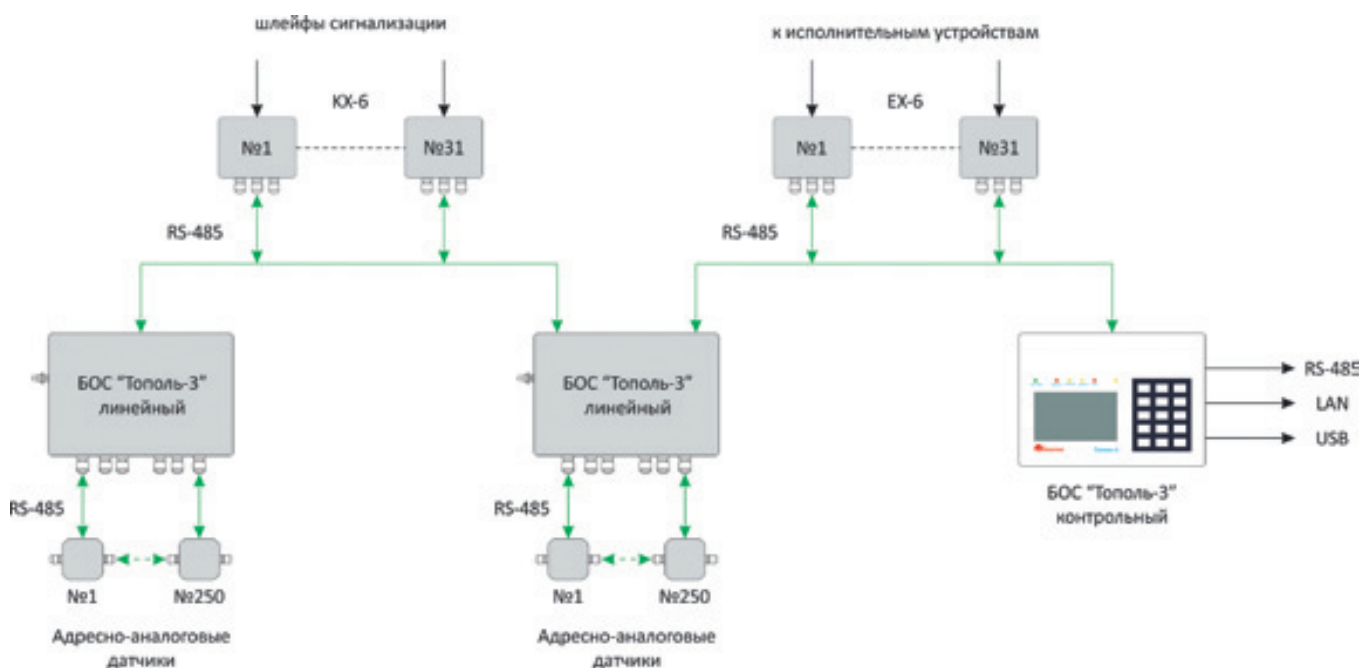 шлейфы сигнализации
к исполнительным устройствам
КХ-6
ЕХ-6
№1
№31
№1
№31
RS-485
RS-485
БОС "Тополь-3"
линейный
БОС "Тополь-3"
линейный
RS-485
LAN
USB
БОС "Тополь-3"
контрольный
RS-485
RS-485
№1
№250
№1
№250
Адресно-аналоговые
датчики
Адресно-аналоговые
датчики